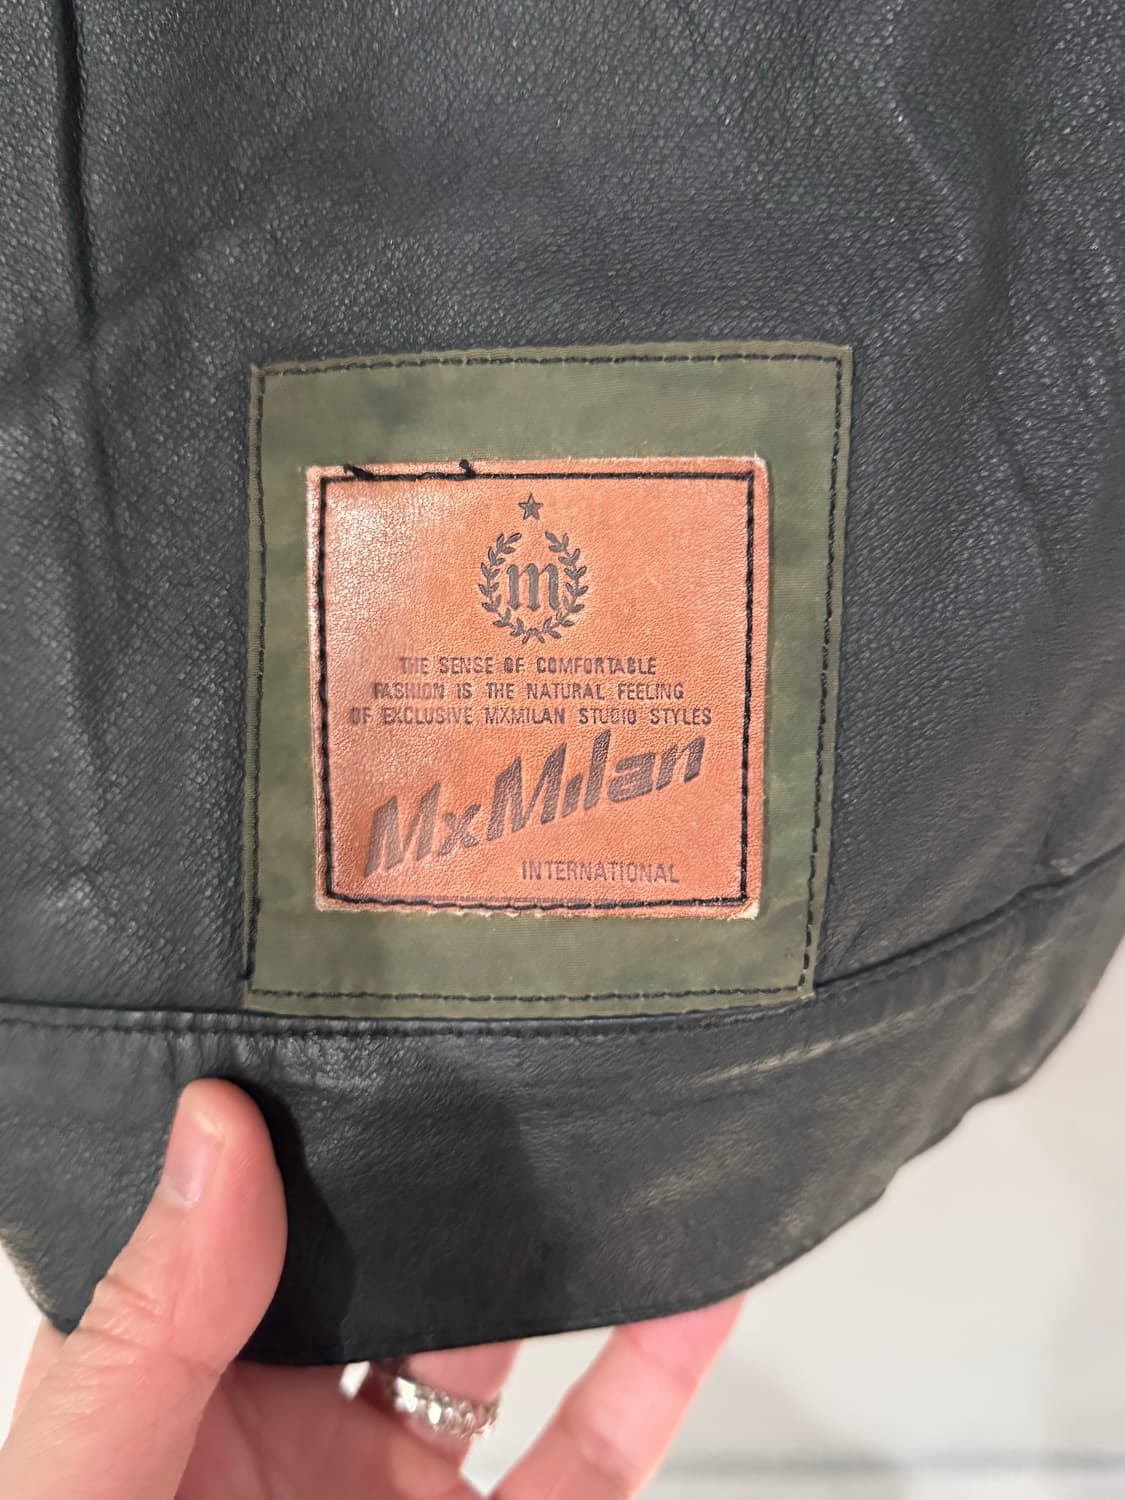 m
THE SENSE OF COMFORTABLE
FASHION IS THE NATURAL FEELING
OF EXCLUSIVE MXMILAN STUDIO STYLES
MxMilan
INTERNATIONAL